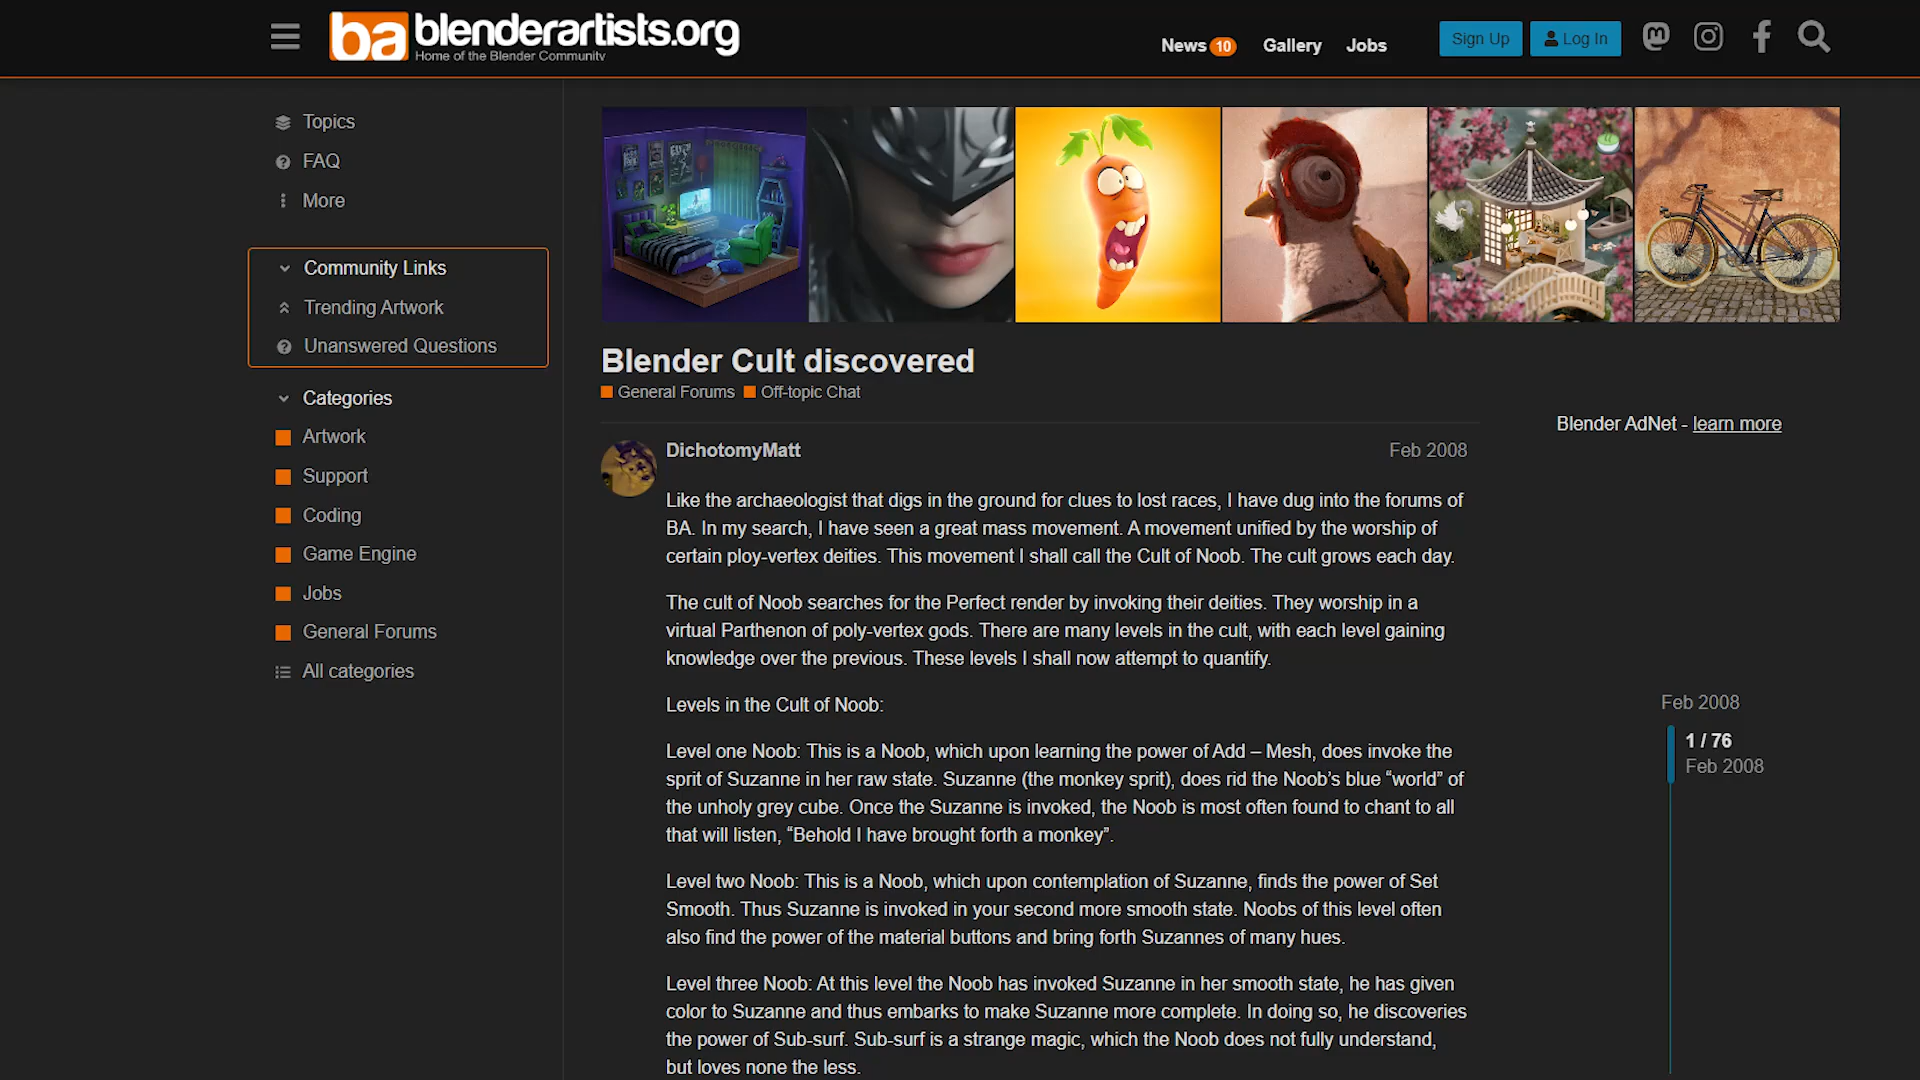 ba blenderartists.org
Home of the Blender Community
News 10 Gallery Jobs Sign Up Log In
Topics
FAQ
More
Community Links
Trending Artwork
Unanswered Questions
Categories
Artwork
Support
Coding
Game Engine
Jobs
General Forums
All categories
Blender Cult discovered
General Forums Off-topic Chat
Blender AdNet - learn more
DichotomyMatt Feb 2008
Like the archaeologist that digs in the ground for clues to lost races, I have dug into the forums of
BA. In my search, I have seen a great mass movement. A movement unified by the worship of
certain ploy-vertex deities. This movement I shall call the Cult of Noob. The cult grows each day.
The cult of Noob searches for the Perfect render by invoking their deities. They worship in a
virtual Parthenon of poly-vertex gods. There are many levels in the cult, with each level gaining
knowledge over the previous. These levels I shall now attempt to quantify.
Levels in the Cult of Noob:
Level one Noob: This is a Noob, which upon learning the power of Add – Mesh, does invoke the
sprit of Suzanne in her raw state. Suzanne (the monkey sprit), does rid the Noob’s blue “world” of
the unholy grey cube. Once the Suzanne is invoked, the Noob is most often found to chant to all
that will listen, “Behold I have brought forth a monkey”.
Level two Noob: This is a Noob, which upon contemplation of Suzanne, finds the power of Set
Smooth. Thus Suzanne is invoked in your second more smooth state. Noobs of this level often
also find the power of the material buttons and bring forth Suzannes of many hues.
Level three Noob: At this level the Noob has invoked Suzanne in her smooth state, he has given
color to Suzanne and thus embarks to make Suzanne more complete. In doing so, he discoveries
the power of Sub-surf. Sub-surf is a strange magic, which the Noob does not fully understand,
but loves none the less.
Feb 2008
1 / 76
Feb 2008